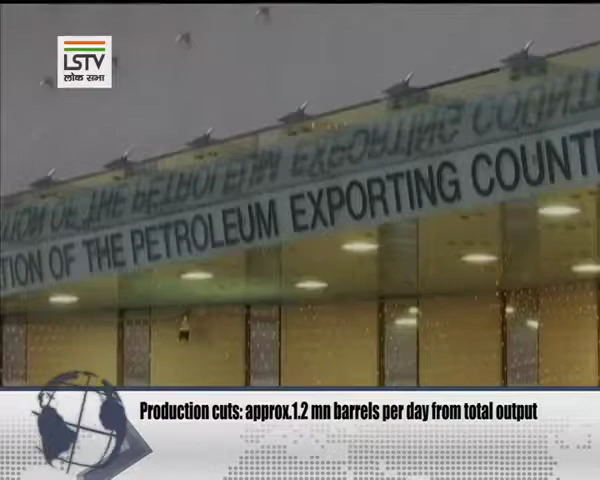 LSTV
लोक सभा
TION OF THE PETROLEUM EXPORTING COUNT
Production cuts: approx.1.2 mn barrels per day from total output